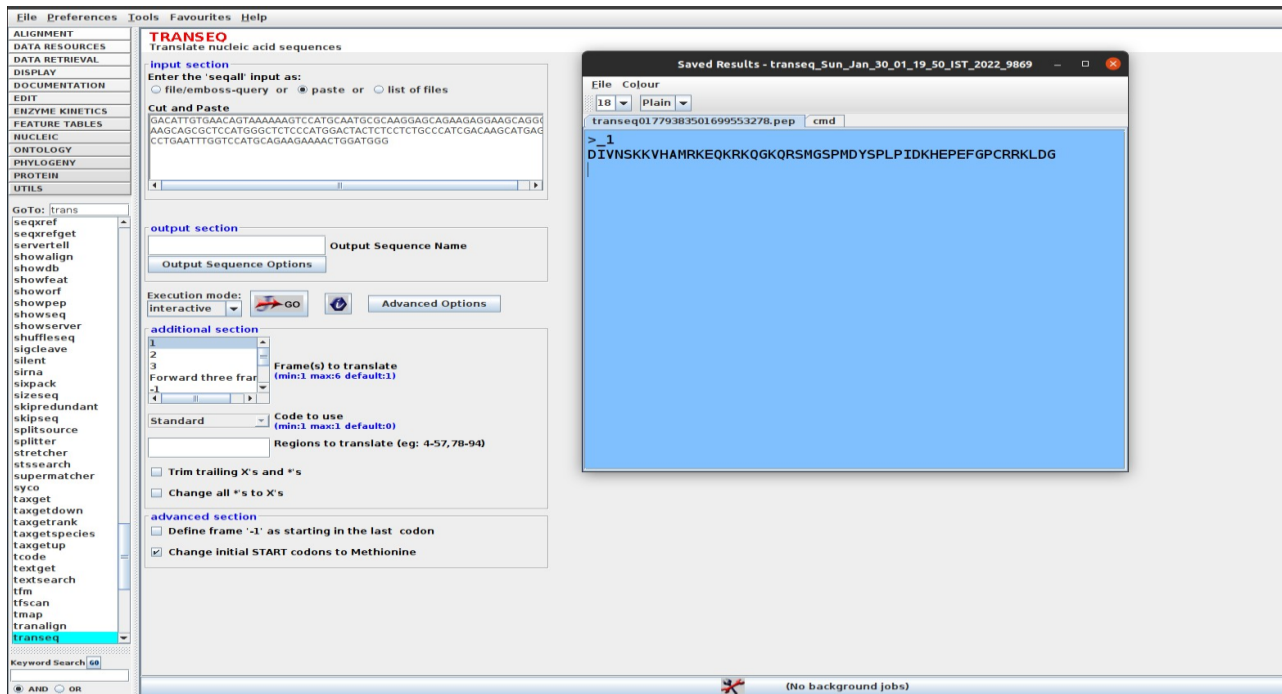 File Preferences Tools Favourites Help
ALIGNMENT
DATA RESOURCES
DATA RETRIEVAL
DISPLAY
DOCUMENTATION
EDIT
ENZYME KINETICS
FEATURE TABLES
NUCLEIC
ONTOLOGY
PHYLOGENY
PROTEIN
UTILS
GoTo: trans
seqxref
seqxrefget
servertell
showalign
showdb
showfeat
showorf
showpep
showseq
showserver
shuffleseq
sigcleave
silent
sirna
sixpack
sizeseq
skipredundant
skipseq
splitsource
splitter
stretcher
stssearch
supermatcher
syco
taxget
taxgetdown
taxgetrank
taxgetspecies
taxgetup
tcode
textget
textsearch
tfm
tfscan
tmap
tranalign
transeq
Keyword Search GO
AND OR
TRANSEQ
Translate nucleic acid sequences
input section
Enter the 'seqall' input as:
file/emboss-query or paste or list of files
Cut and Paste
GACATTGTGAACAGTAAAAAAGTCCATGCAATGCGCAAGGAGCAGAAGAGGAAGCAGGG
AAGCAGCGCTCCATGGGCTCTCCCATGGACTACTCTCCTCTGCCCATCGACAAGCATGAG
CCTGAATTTGGTCCATGCAGAAGAAAACTGGATGGG
output section
Output Sequence Name
Output Sequence Options
Execution mode:
interactive GO Advanced Options
additional section
1
2
3
Forward three fra
-1
Frame(s) to translate
(min:1 max:6 default:1)
Standard Code to use
(min:1 max:1 default:0)
Regions to translate (eg: 4-57,78-94)
Trim trailing X's and *'s
Change all *'s to X's
advanced section
Define frame '-1' as starting in the last codon
Change initial START codons to Methionine
Saved Results - transeq_Sun_Jan_30_01_19_50_IST_2022_9869
File Colour
18 Plain
transeq01779383501699553278.pep cmd
>_1
DIVNSKKVHAMRKEQKRKQGKQRSMGSPMDYSPLPIDKHEPEFGPCRRKLDG
(No background jobs)